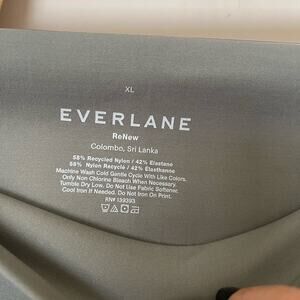 XL
EVERLANE
ReNew
Colombo, Sri Lanka
58% Recycled Nylon / 42% Elastane
58% Nylon Recyclé / 42% Élasthanne
Machine Wash Cold Gentle Cycle With Like Colors.
Only Non Chlorine Bleach When Necessary.
Tumble Dry Low. Do Not Use Fabric Softener.
Cool Iron If Needed. Do Not Iron On Print.
RN# 139393